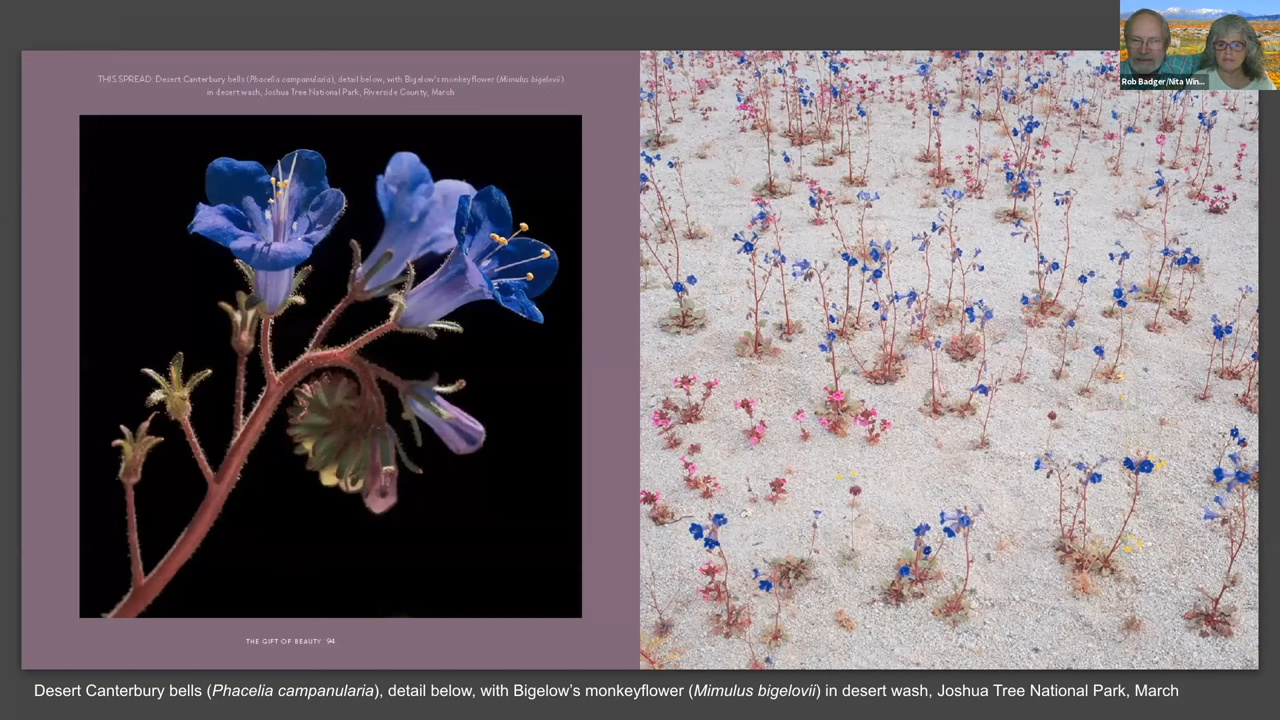 THIS SPREAD: Desert Canterbury bells (Phacelia campanularia), detail below, with Bigelow's monkeyflower (Mimulus bigelovii)
in desert wash, Joshua Tree National Park, Riverside County, March
Rob Badger/Nita Win...
THE GIFT OF BEAUTY 94
Desert Canterbury bells (Phacelia campanularia), detail below, with Bigelow’s monkeyflower (Mimulus bigelovii) in desert wash, Joshua Tree National Park, March